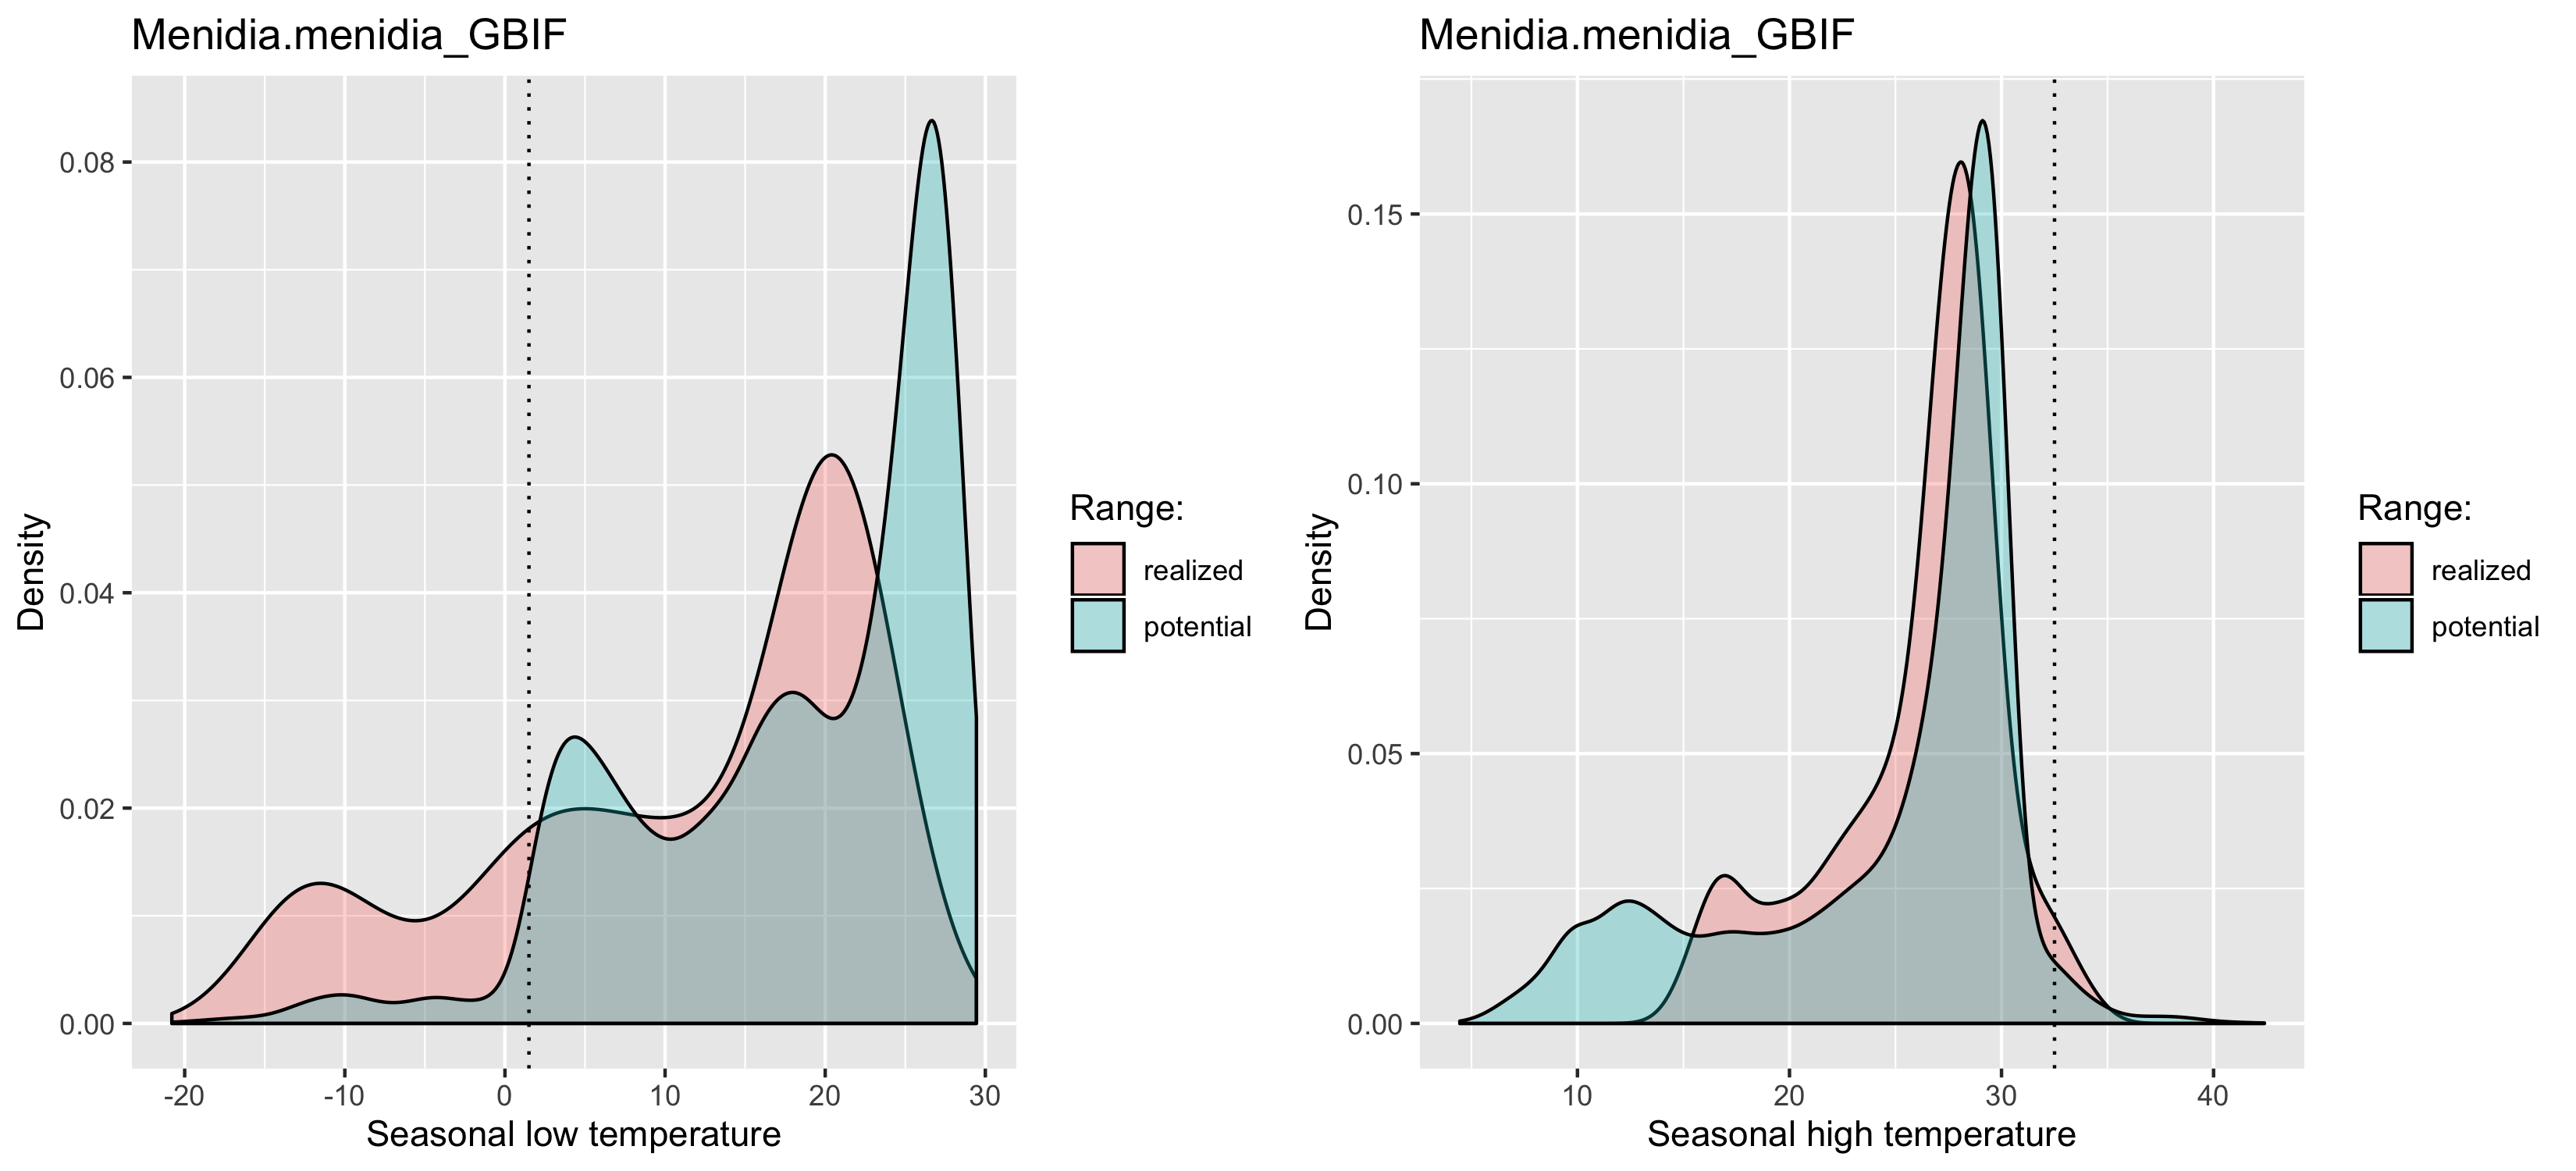 Menidia.menidia_GBIF
Density
0.08
0.06
0.04
0.02
0.00
-20 -10 0 10 20 30
Seasonal low temperature
Range:
realized
potential
Menidia.menidia_GBIF
Density
0.15
0.10
0.05
0.00
10 20 30 40
Seasonal high temperature
Range:
realized
potential